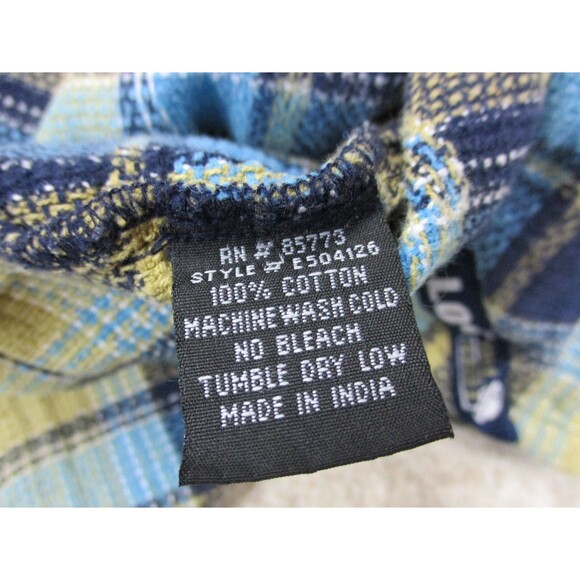 RN # 85773
STYLE # E504126
100% COTTON
MACHINE WASH COLD
NO BLEACH
TUMBLE DRY LOW
MADE IN INDIA